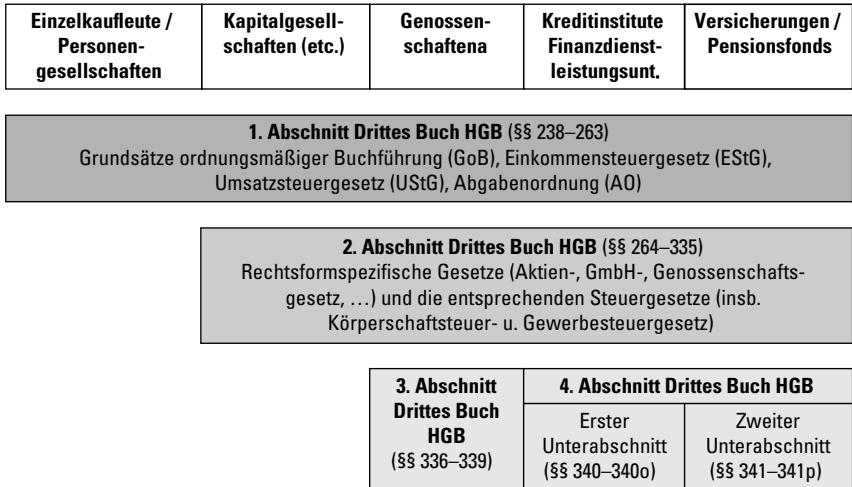 Einzelkaufleute /
Personen-
gesellschaften
Kapitalgesell-
schaften (etc.)
Genossen-
schaftena
Kreditinstitute
Finanzdienst-
leistungsunt.
Versicherungen /
Pensionsfonds
1. Abschnitt Drittes Buch HGB (§§ 238–263)
Grundsätze ordnungsmäßiger Buchführung (GoB), Einkommensteuergesetz (EStG),
Umsatzsteuergesetz (UStG), Abgabenordnung (AO)
2. Abschnitt Drittes Buch HGB (§§ 264–335)
Rechtsformspezifische Gesetze (Aktien-, GmbH-, Genossenschafts-
gesetz, …) und die entsprechenden Steuergesetze (insb.
Körperschaftsteuer- u. Gewerbesteuergesetz)
3. Abschnitt
Drittes Buch
HGB
(§§ 336–339)
4. Abschnitt Drittes Buch HGB
Erster
Unterabschnitt
(§§ 340–340o)
Zweiter
Unterabschnitt
(§§ 341–341p)